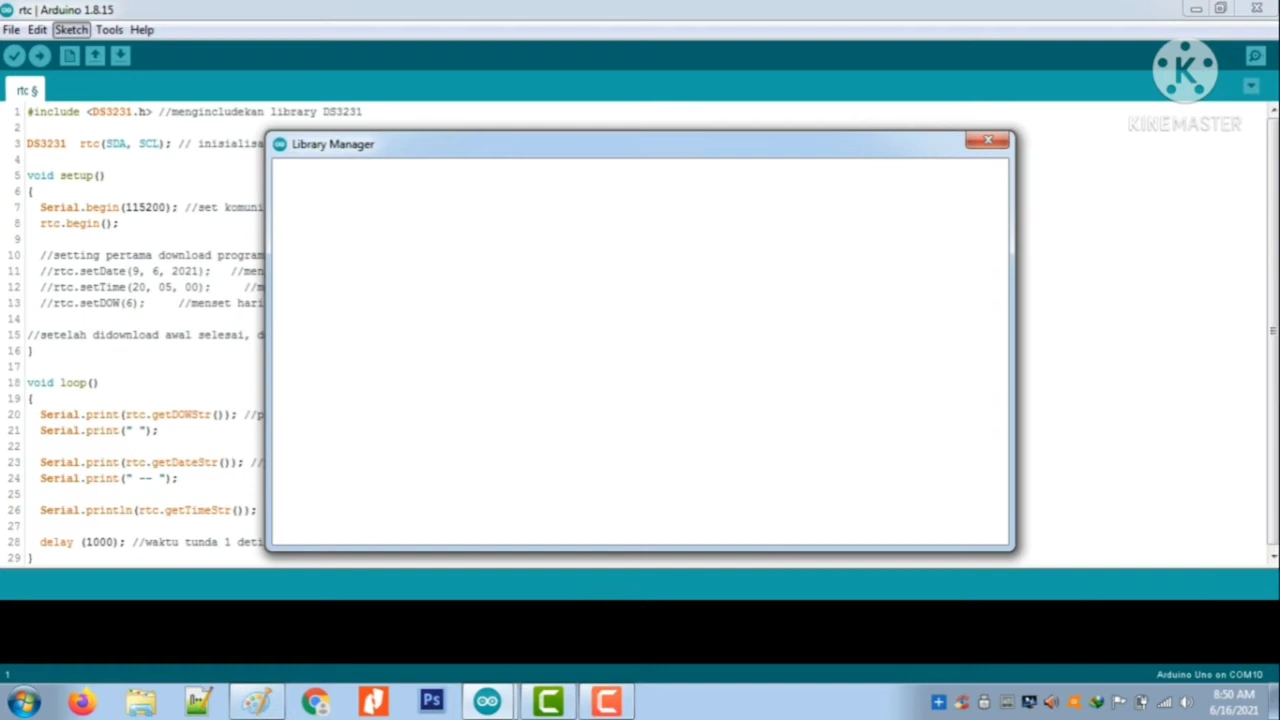 rtc | Arduino 1.8.15
File Edit Sketch Tools Help
K
KINEMASTER
rtc §
1 #include <DS3231.h> //mengincludekan library DS3231
2
3 DS3231 rtc(SDA, SCL); // inisialisa
4
5 void setup()
6 {
7 Serial.begin(115200); //set komuni
8 rtc.begin();
9
10 //setting pertama download program
11 //rtc.setDate(9, 6, 2021); //men
12 //rtc.setTime(20, 05, 00); //m
13 //rtc.setDOW(6); //menset hari
14
15 //setelah didownload awal selesai, d
16 }
17
18 void loop()
19 {
20 Serial.print(rtc.getDOWStr()); //p
21 Serial.print(" ");
22
23 Serial.print(rtc.getDateStr()); //
24 Serial.print(" -- ");
25
26 Serial.println(rtc.getTimeStr());
27
28 delay (1000); //waktu tunda 1 deti
29 }
Library Manager
1
Arduino Uno on COM10
Ps
8:50 AM
6/16/2021